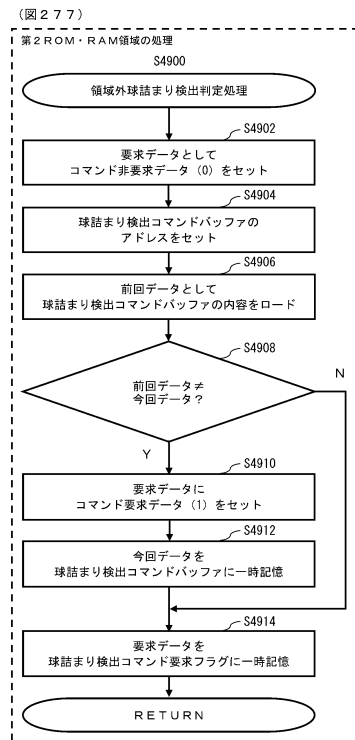 (図277)
第2ROM・RAM領域の処理
S4900
領域外球詰まり検出判定処理
S4902
要求データとして
コマンド非要求データ(0)をセット
S4904
球詰まり検出コマンドバッファの
アドレスをセット
S4906
前回データとして
球詰まり検出コマンドバッファの内容をロード
S4908
前回データ≠
今回データ?
N
Y
S4910
要求データに
コマンド要求データ(1)をセット
S4912
今回データを
球詰まり検出コマンドバッファに一時記憶
S4914
要求データを
球詰まり検出コマンド要求フラグに一時記憶
RETURN